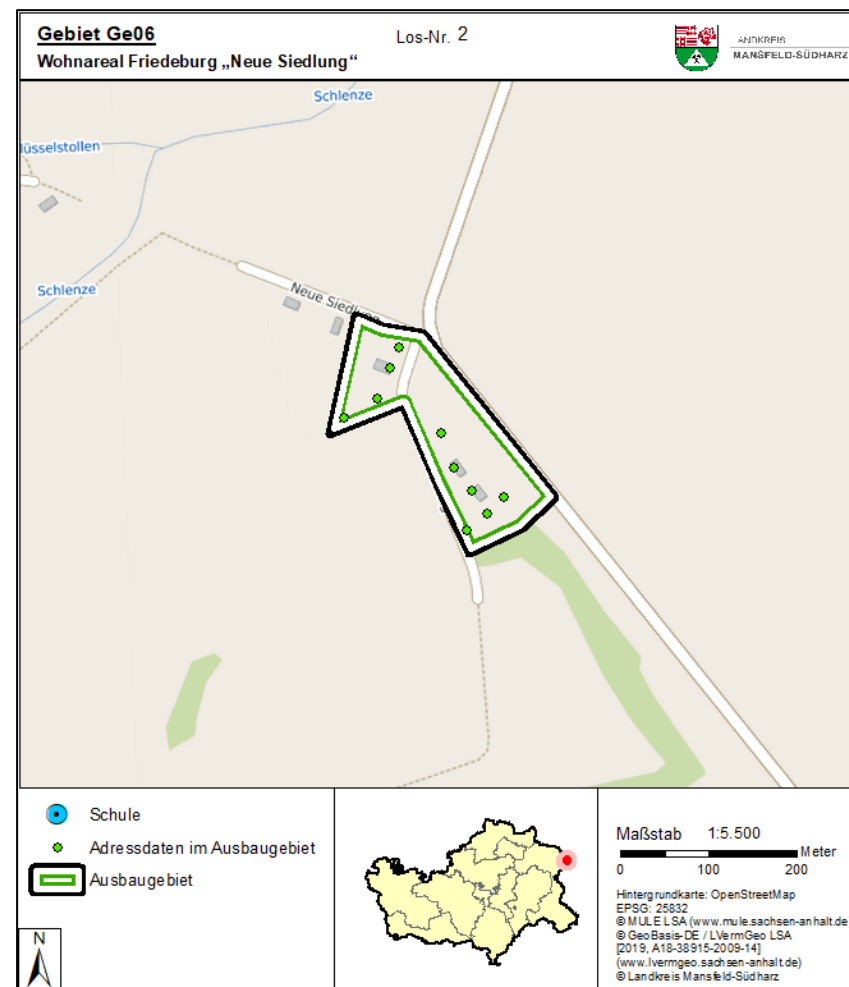 Gebiet Ge06
Los-Nr. 2
Wohnareal Friedeburg „Neue Siedlung“
ANDKREIS
MANSFELD-SÜDHARZ
Schlenze
lüsselstollen
Schlenze
Neue Siedlung
Schule
Adressdaten im Ausbaugebiet
Ausbaugebiet
N
Maßstab 1:5.500
Meter
0 100 200
Hintergrundkarte: OpenStreetMap
EPSG: 25832
© MULE LSA (www.mule.sachsen-anhalt.de
© GeoBasis-DE / LVermGeo LSA
[2019, A18-38915-2009-14]
(www.lvermgeo.sachsen-anhalt.de)
© Landkreis Mansfeld-Südharz